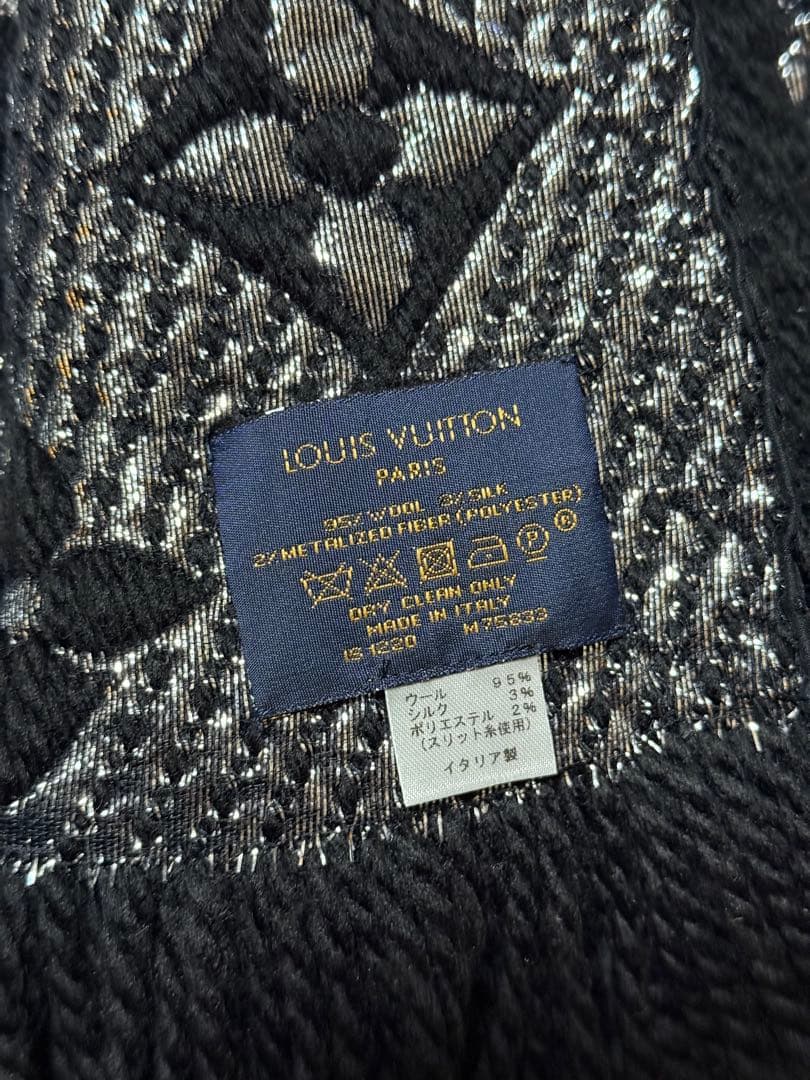 LOUIS VUITTON
PARIS
95% WOOL 3% SILK
2% METALIZED FIBER (POLYESTER)
P R
DRY CLEAN ONLY
MADE IN ITALY
IS1220 M75833
ウール 95%
シルク 3%
ポリエステル 2%
(スリット糸使用)
イタリア製